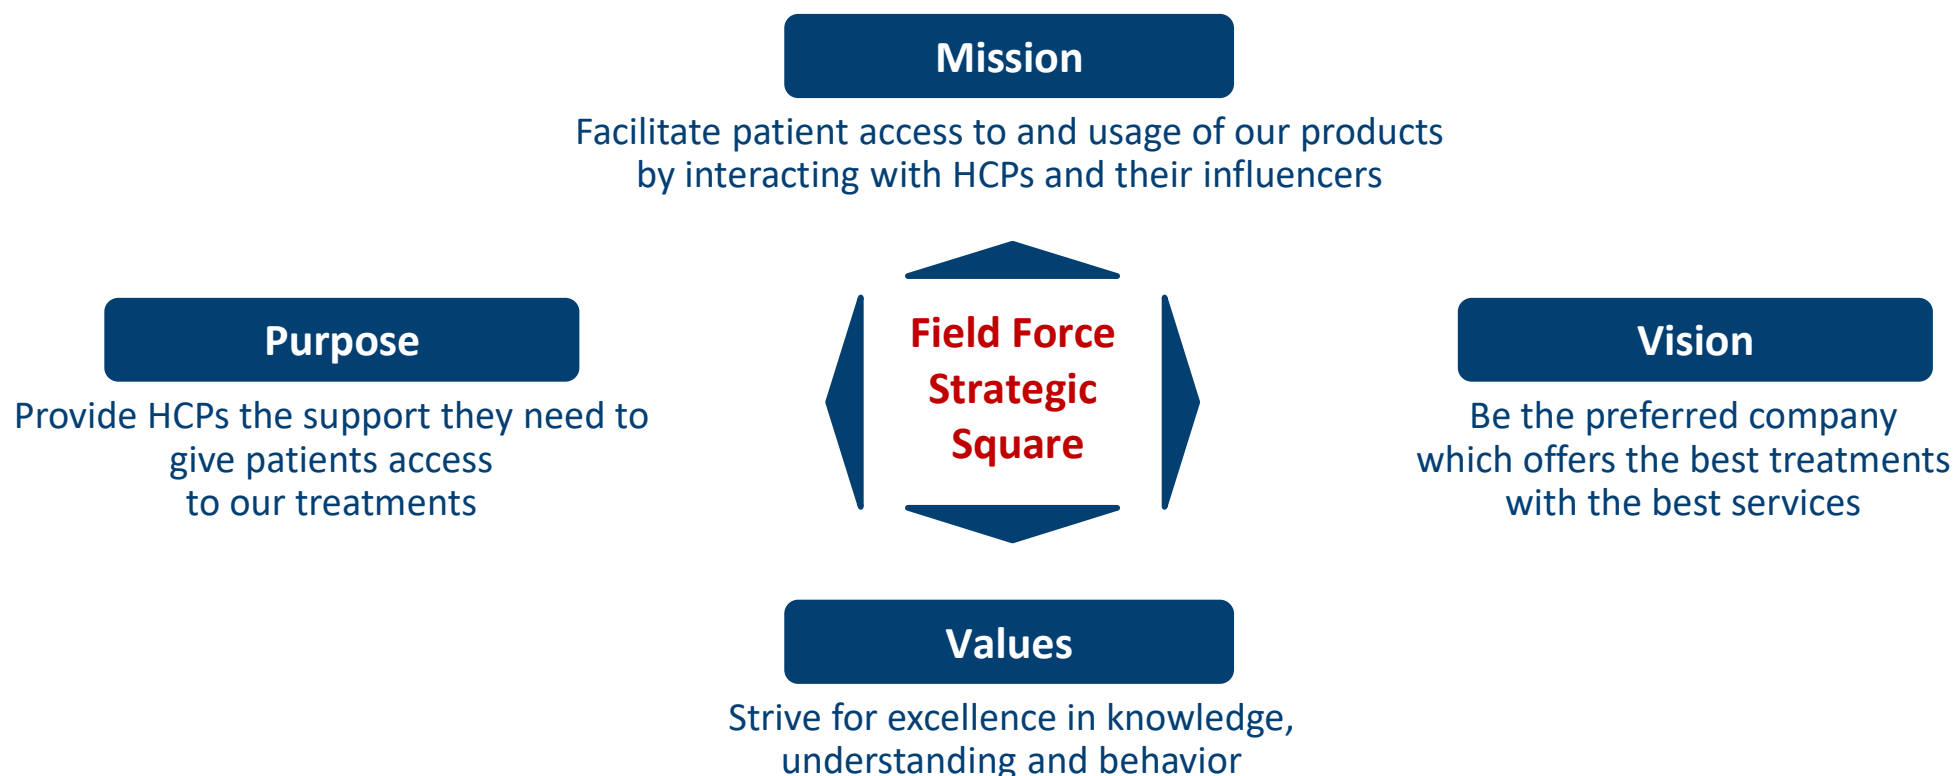 Mission
Facilitate patient access to and usage of our products
by interacting with HCPs and their influencers
Purpose
Provide HCPs the support they need to
give patients access
to our treatments
Field Force
Strategic
Square
Vision
Be the preferred company
which offers the best treatments
with the best services
Values
Strive for excellence in knowledge,
understanding and behavior